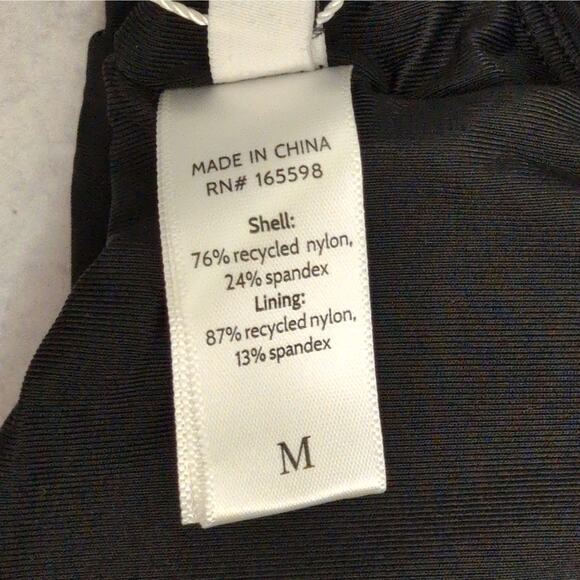 MADE IN CHINA
RN# 165598
Shell:
76% recycled nylon,
24% spandex
Lining:
87% recycled nylon,
13% spandex
M